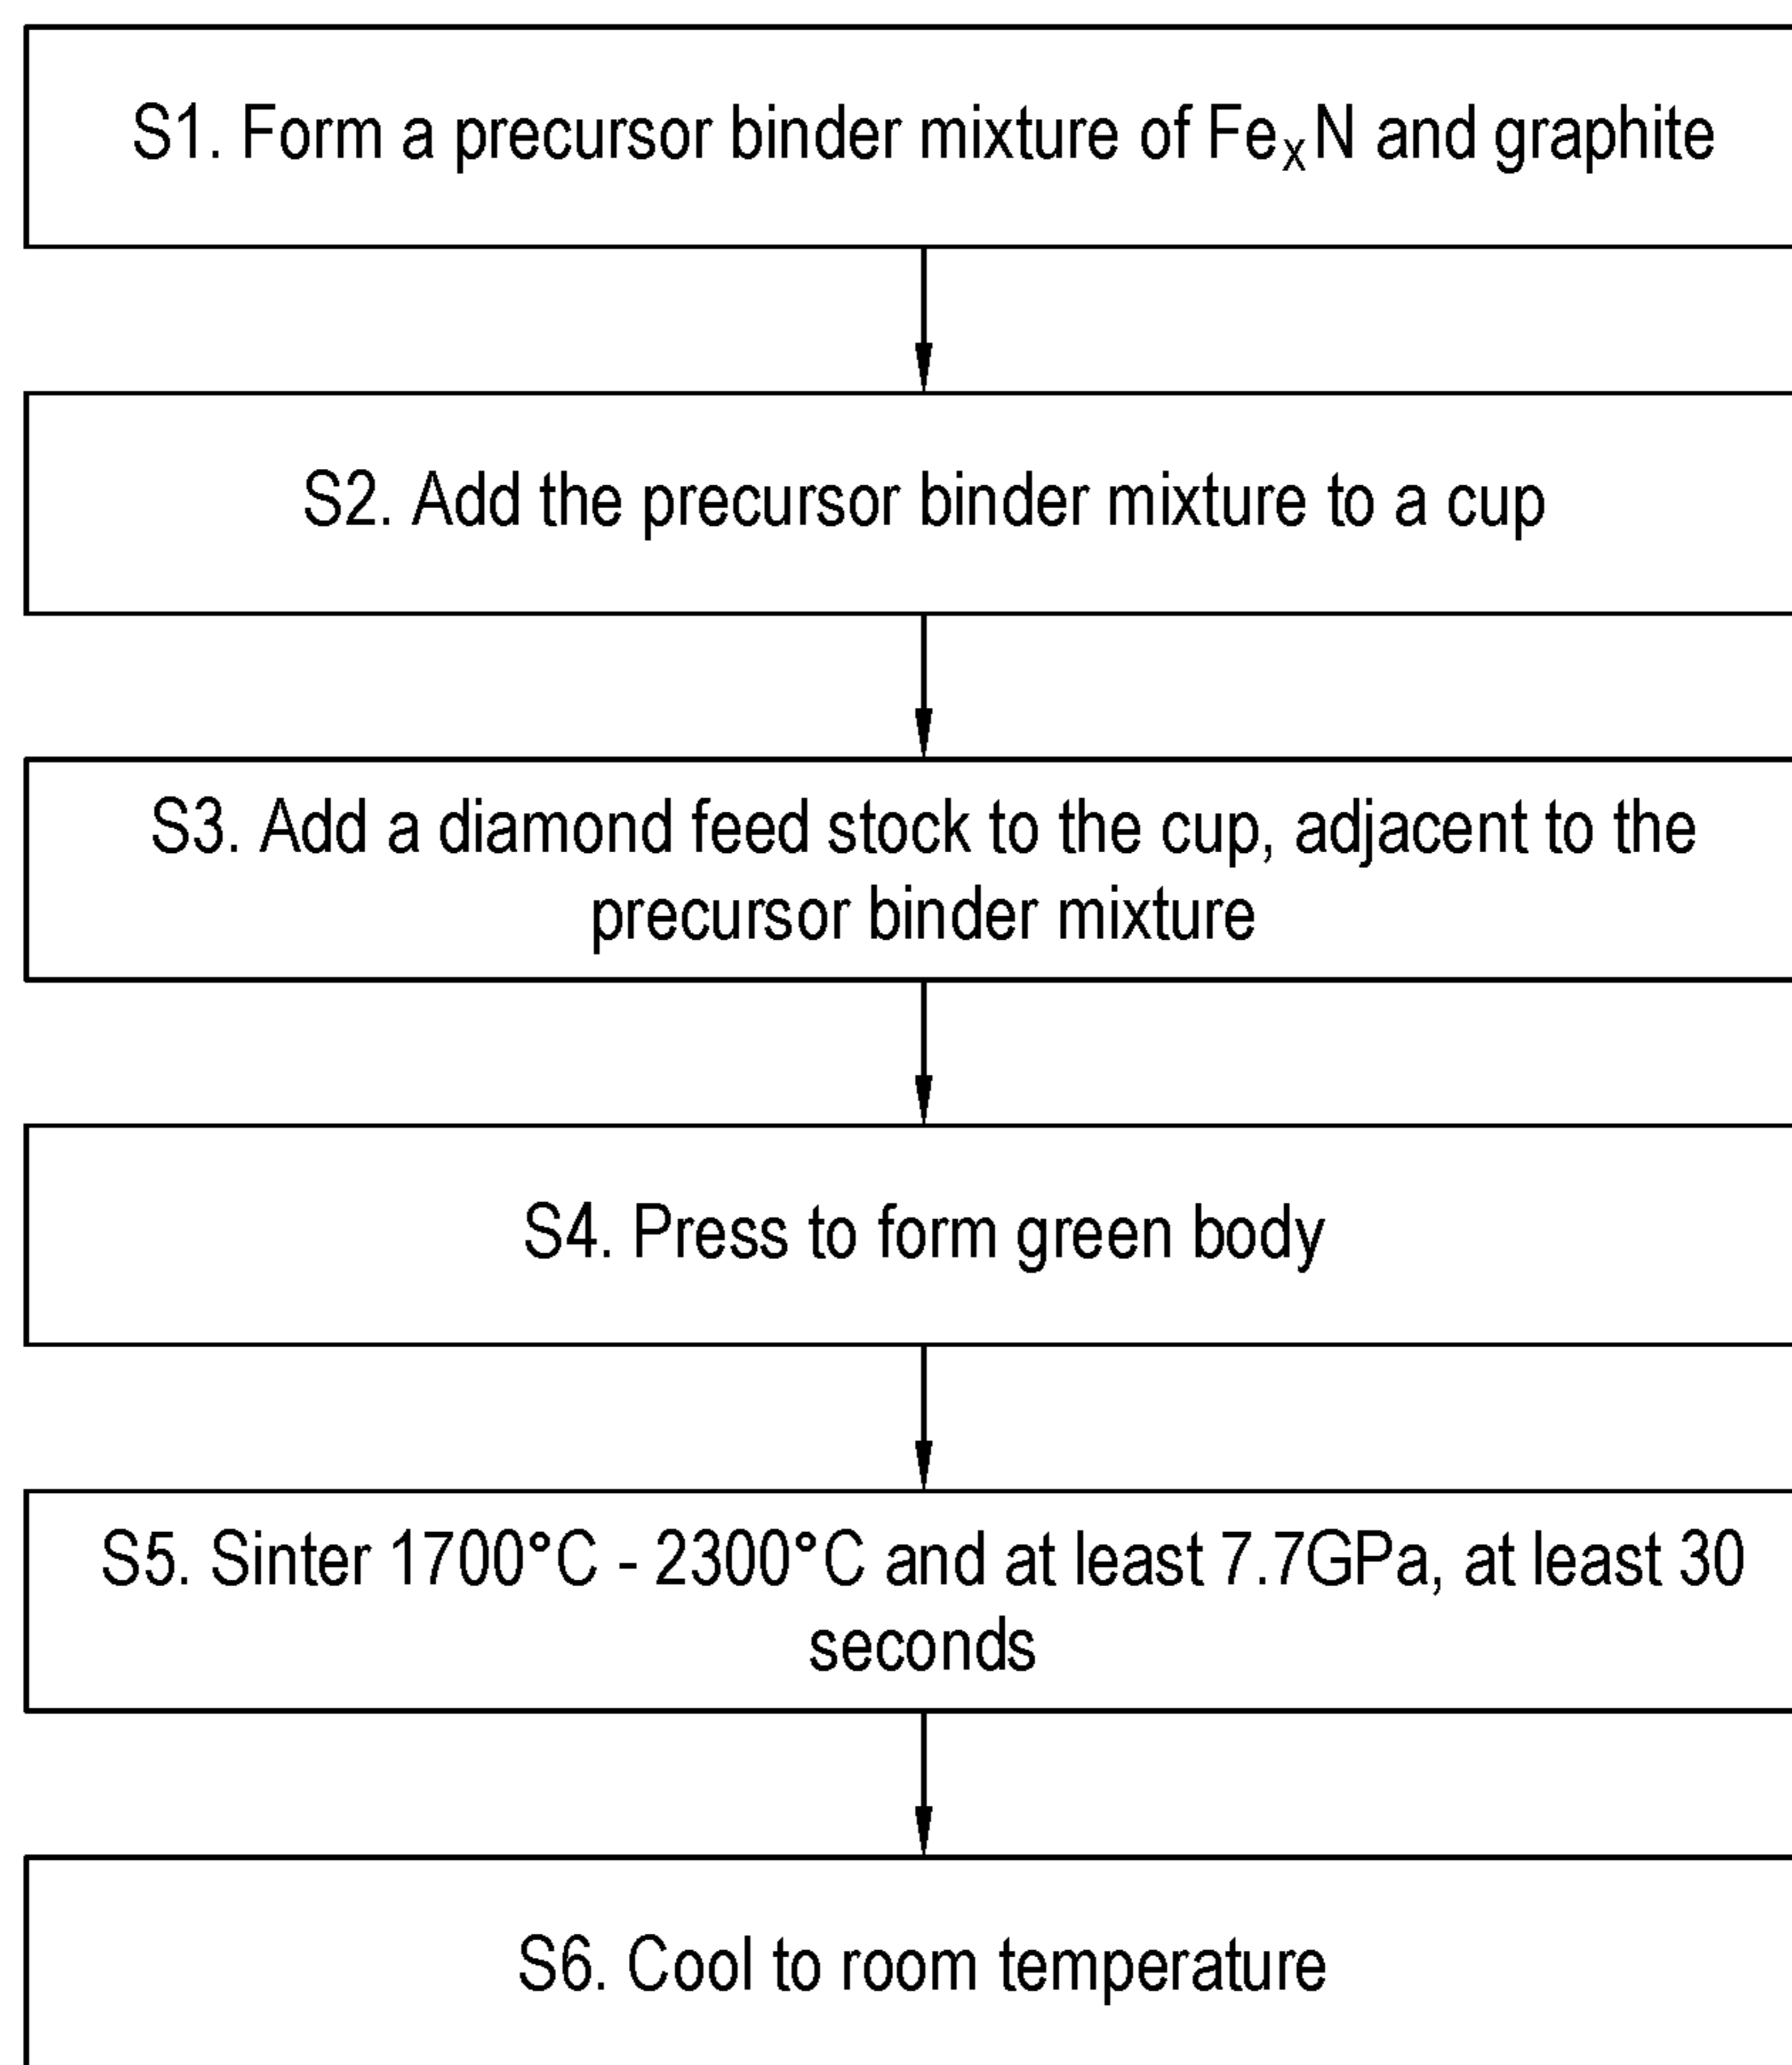 S1. Form a precursor binder mixture of FeₓN and graphite
S2. Add the precursor binder mixture to a cup
S3. Add a diamond feed stock to the cup, adjacent to the
precursor binder mixture
S4. Press to form green body
S5. Sinter 1700°C - 2300°C and at least 7.7GPa, at least 30
seconds
S6. Cool to room temperature